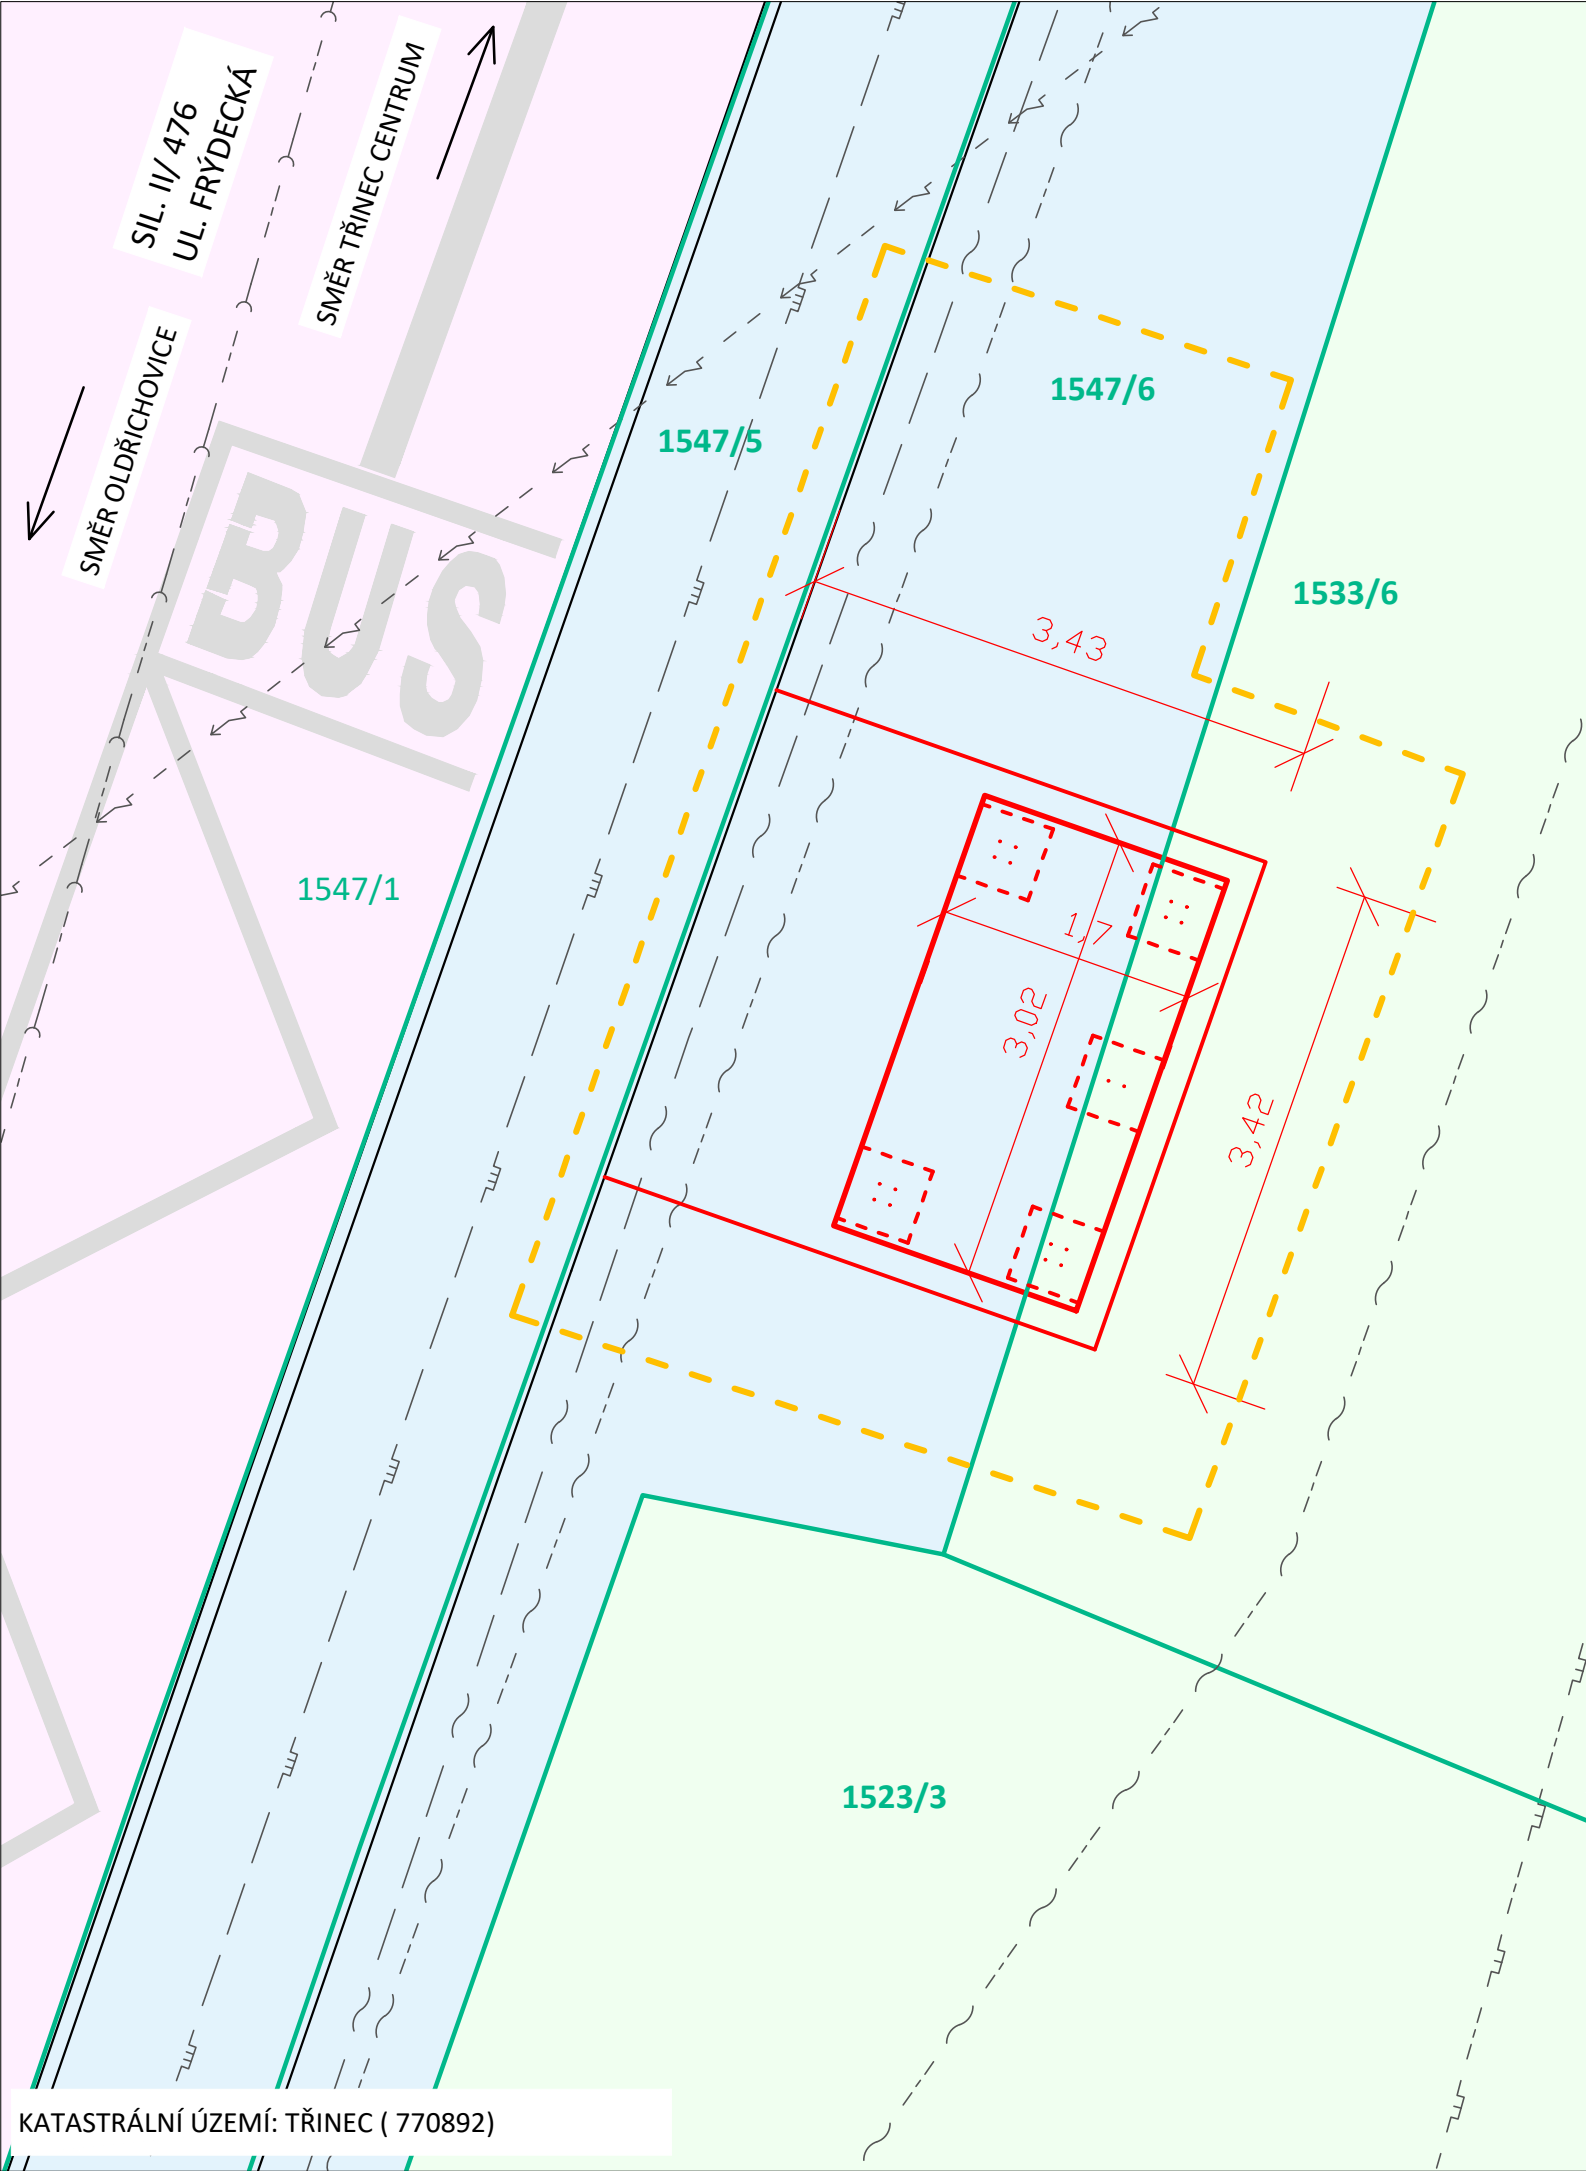 SIL. II/ 476
UL. FRÝDECKÁ
SMĚR TŘINEC CENTRUM
SMĚR OLDŘICHOVICE
BUS
1547/6
1547/5
1533/6
3,43
1547/1
1,7
3,02
3,42
1523/3
KATASTRÁLNÍ ÚZEMÍ: TŘINEC ( 770892)